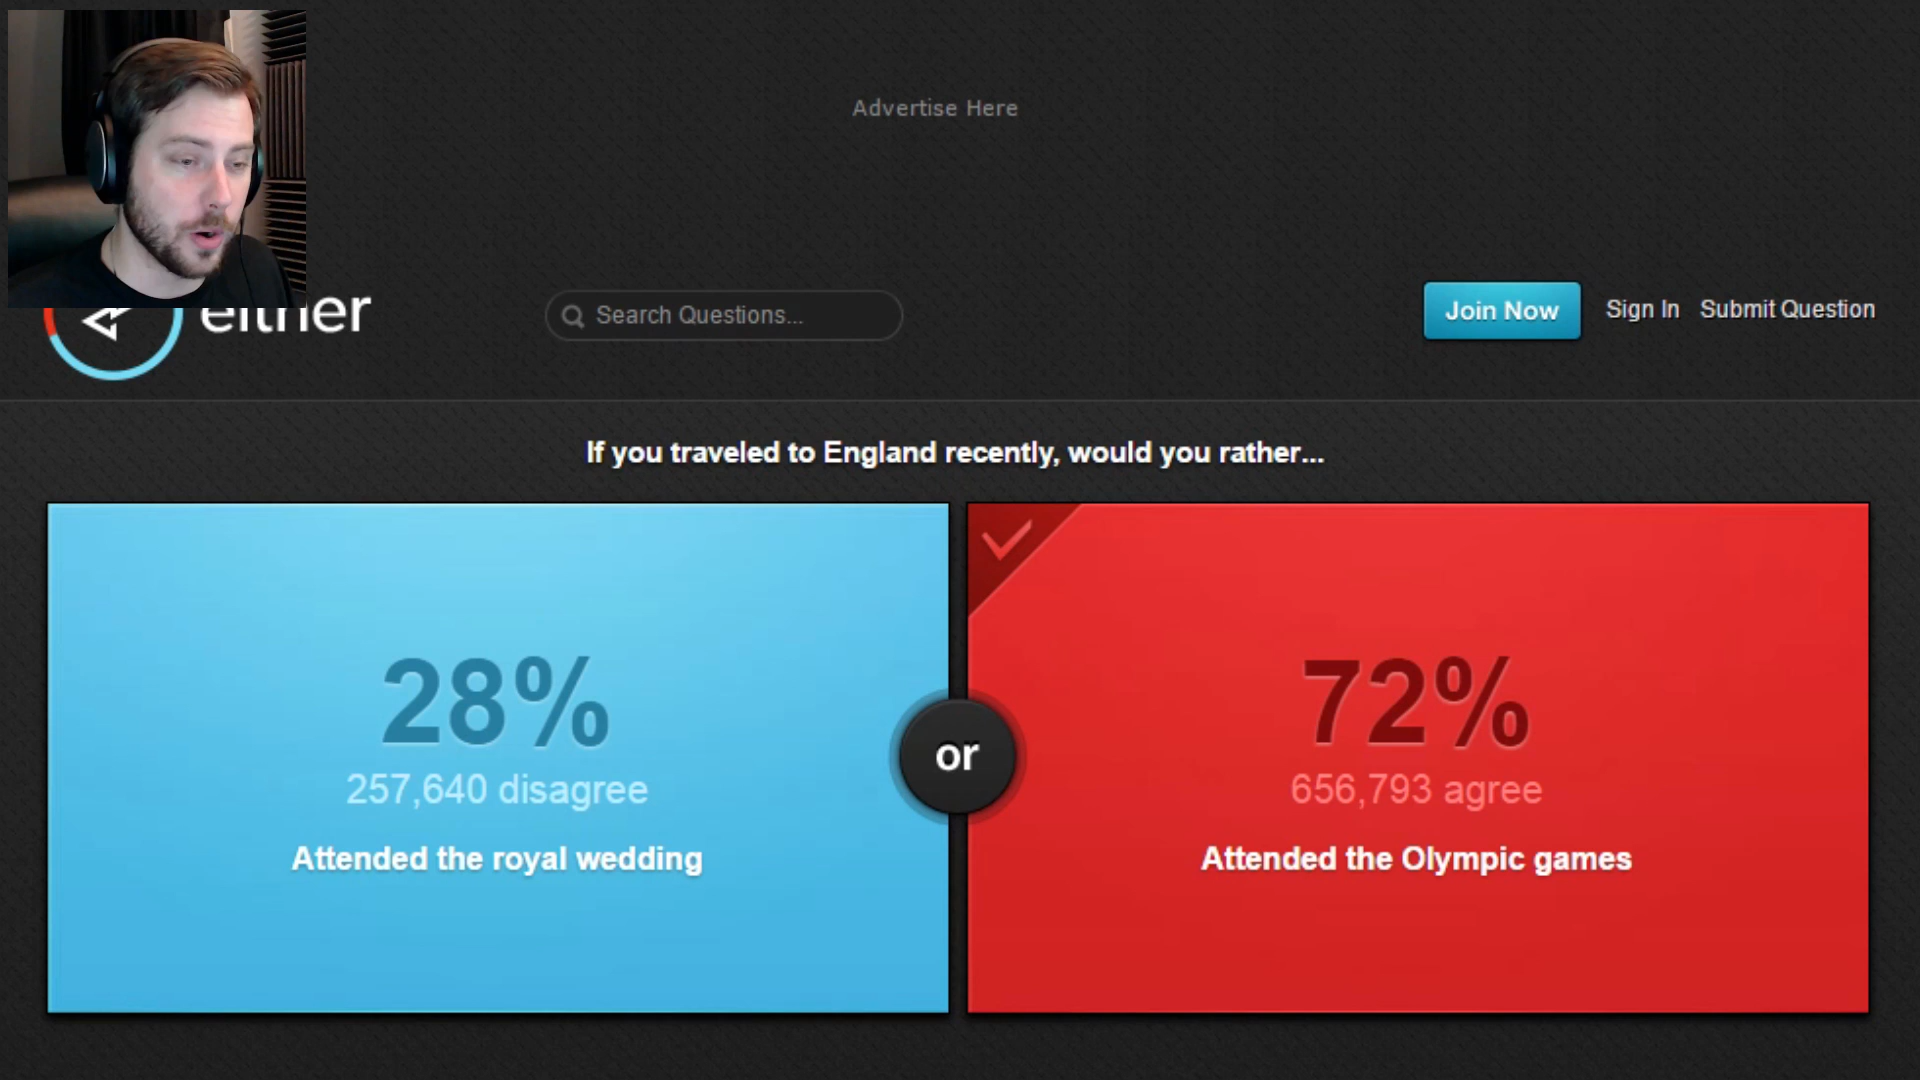 Advertise Here
either
Search Questions...
Join Now
Sign In
Submit Question
If you traveled to England recently, would you rather...
28%
257,640 disagree
Attended the royal wedding
or
72%
656,793 agree
Attended the Olympic games